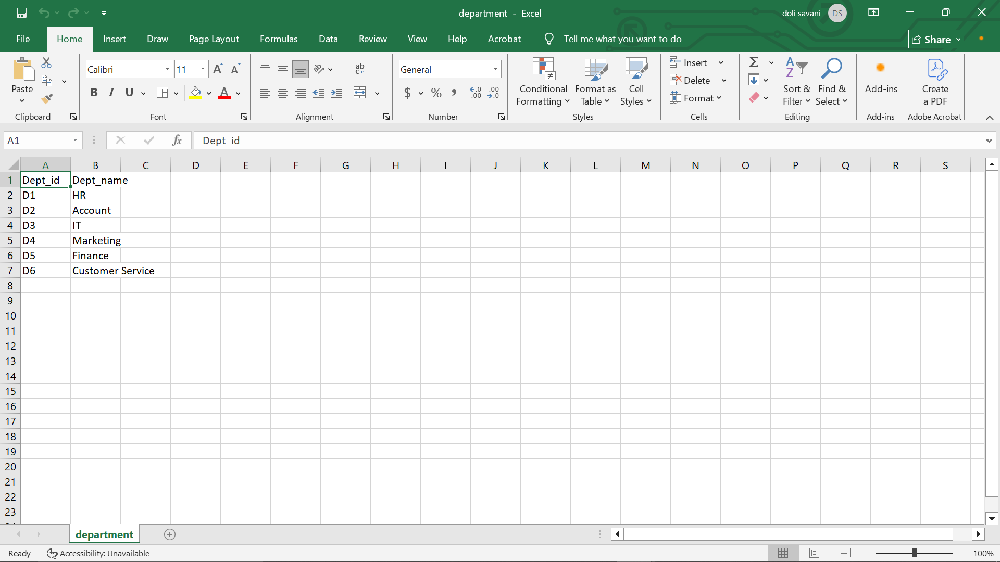 department - Excel
doli savani DS
File Home Insert Draw Page Layout Formulas Data Review View Help Acrobat Tell me what you want to do Share
Paste
Clipboard
Calibri 11 A A
B I U A
Font
ab
c
Alignment
General
$ % , .0 .00 .00 .0
Number
Conditional
Formatting
Format as
Table
Cell
Styles
Styles
Insert
Delete
Format
Cells
Σ
A
Z
Sort &
Filter
Find &
Select
Editing
Add-ins
Add-ins
Create
a PDF
Adobe Acrobat
A1 fx Dept_id
A B C D E F G H I J K L M N O P Q R S
1 Dept_id Dept_name
2 D1 HR
3 D2 Account
4 D3 IT
5 D4 Marketing
6 D5 Finance
7 D6 Customer Service
8
9
10
11
12
13
14
15
16
17
18
19
20
21
22
23
department
Ready Accessibility: Unavailable 100%